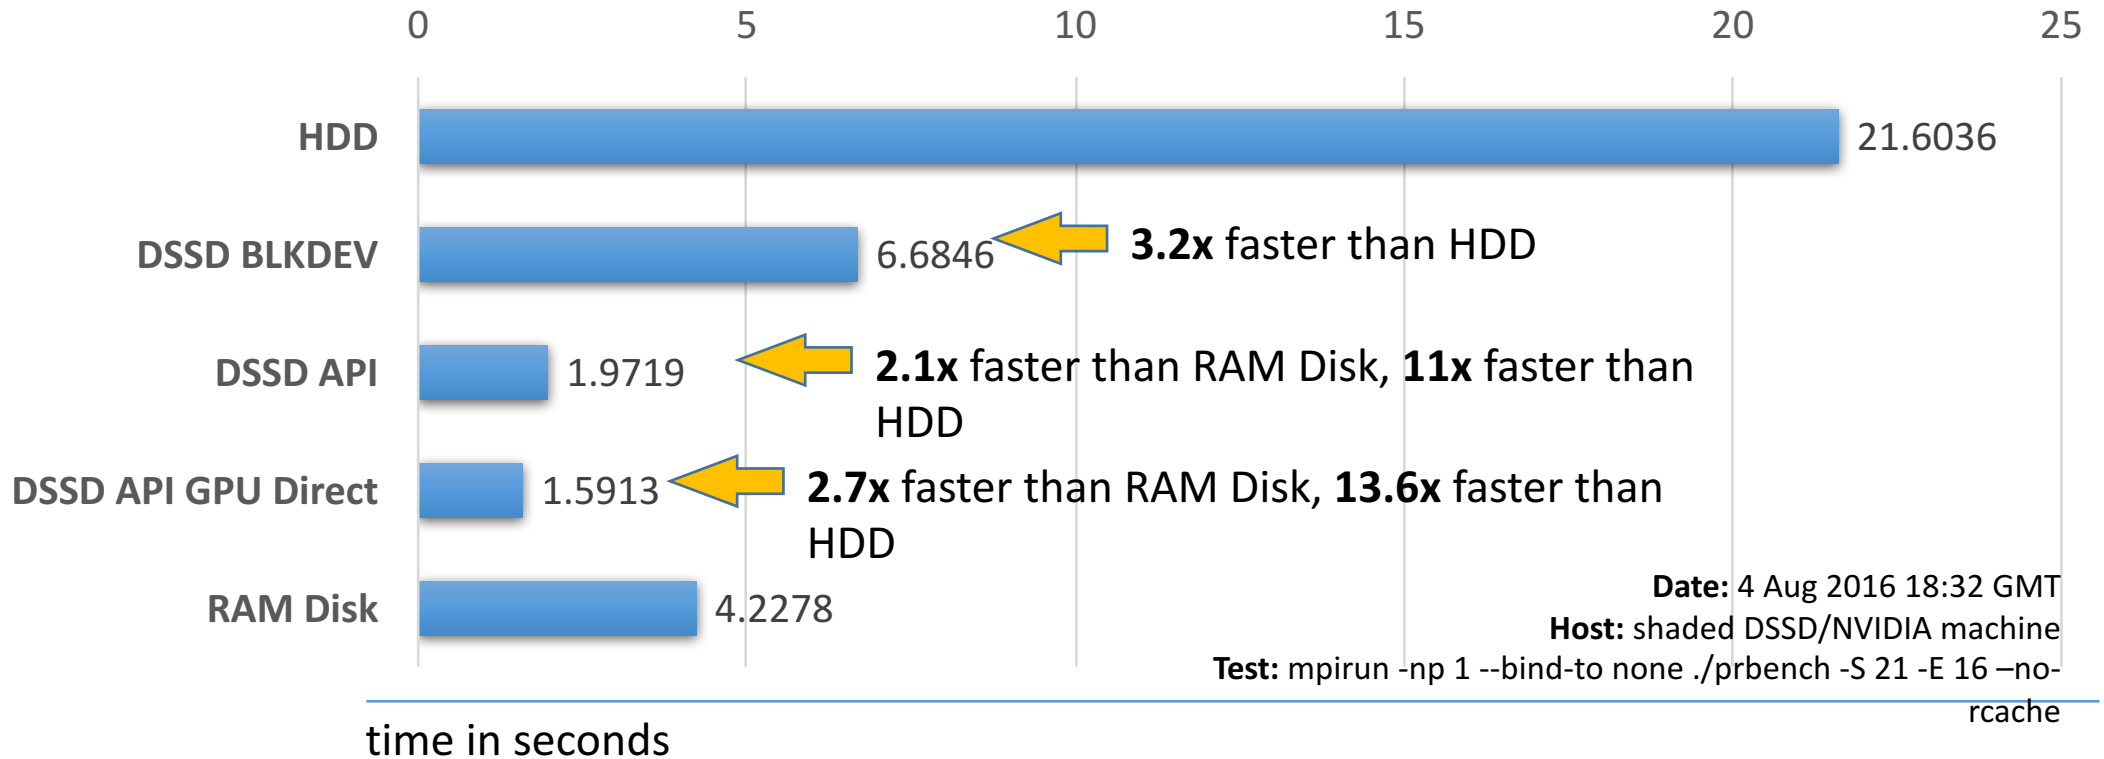 0 5 10 15 20 25
HDD 21.6036
DSSD BLKDEV 6.6846 3.2x faster than HDD
DSSD API 1.9719 2.1x faster than RAM Disk, 11x faster than
HDD
DSSD API GPU Direct 1.5913 2.7x faster than RAM Disk, 13.6x faster than
HDD
RAM Disk 4.2278
Date: 4 Aug 2016 18:32 GMT
Host: shaded DSSD/NVIDIA machine
Test: mpirun -np 1 --bind-to none ./prbench -S 21 -E 16 –no-
rcache
time in seconds